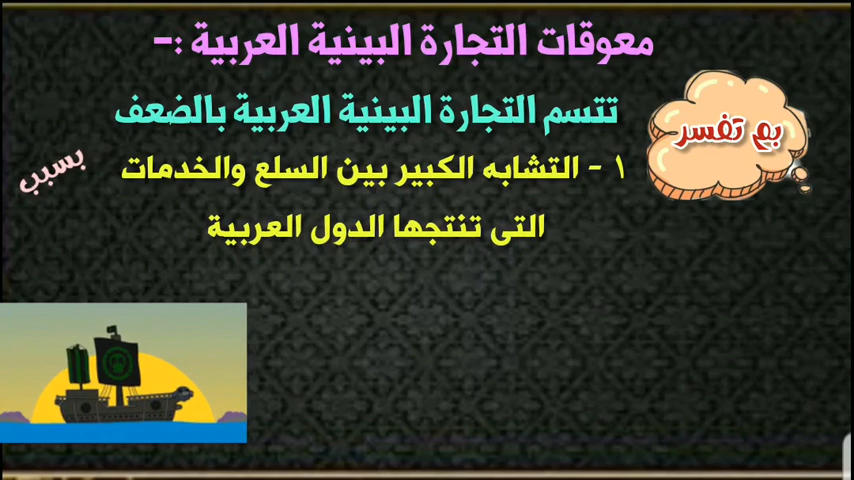 معوقات التجارة البينية العربية :-
بم تفسر
تتسم التجارة البينية العربية بالضعف
بسبب
١ - التشابه الكبير بين السلع والخدمات
التى تنتجها الدول العربية